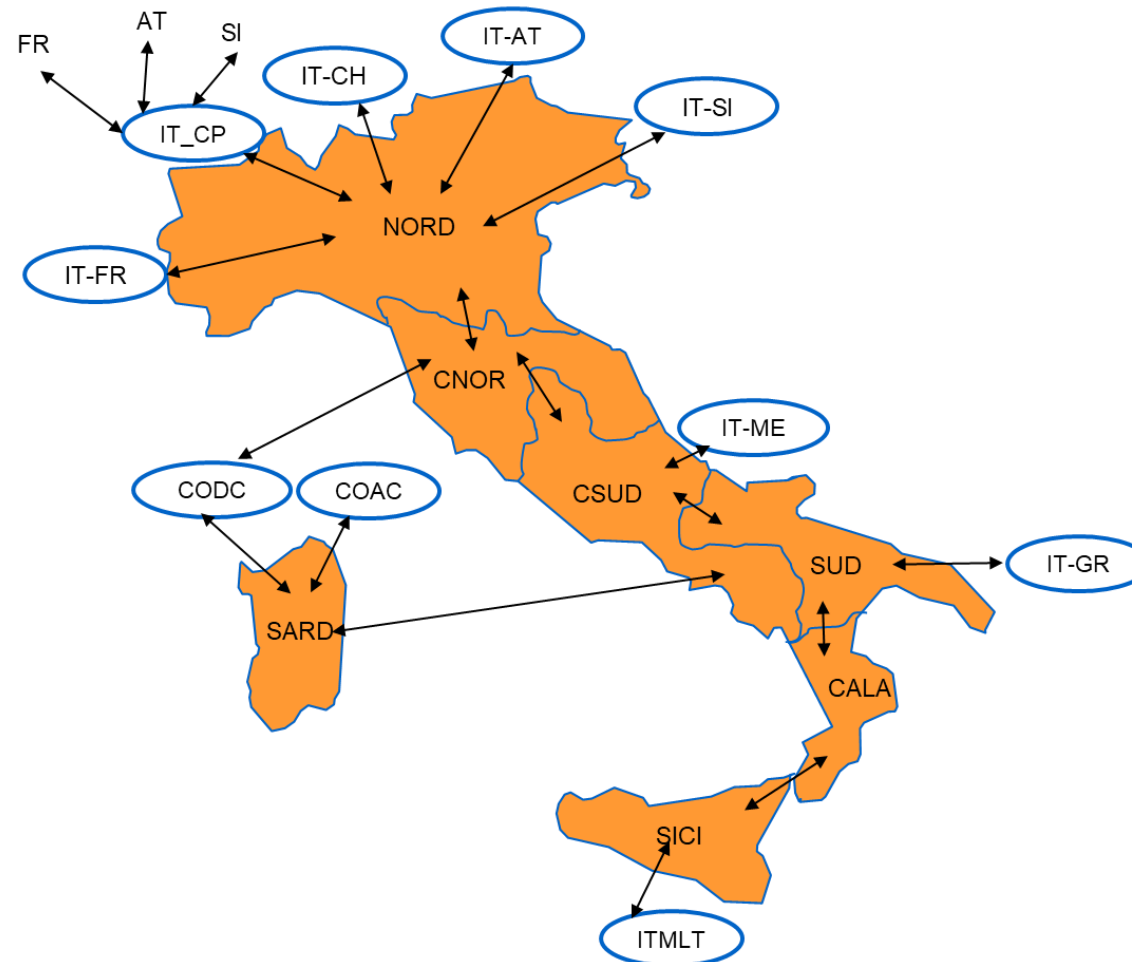 AT
SI
FR
IT-AT
IT-CH
IT-SI
IT_CP
NORD
IT-FR
CNOR
IT-ME
CODC
COAC
CSUD
SUD
IT-GR
SARD
CALA
SICI
ITMLT